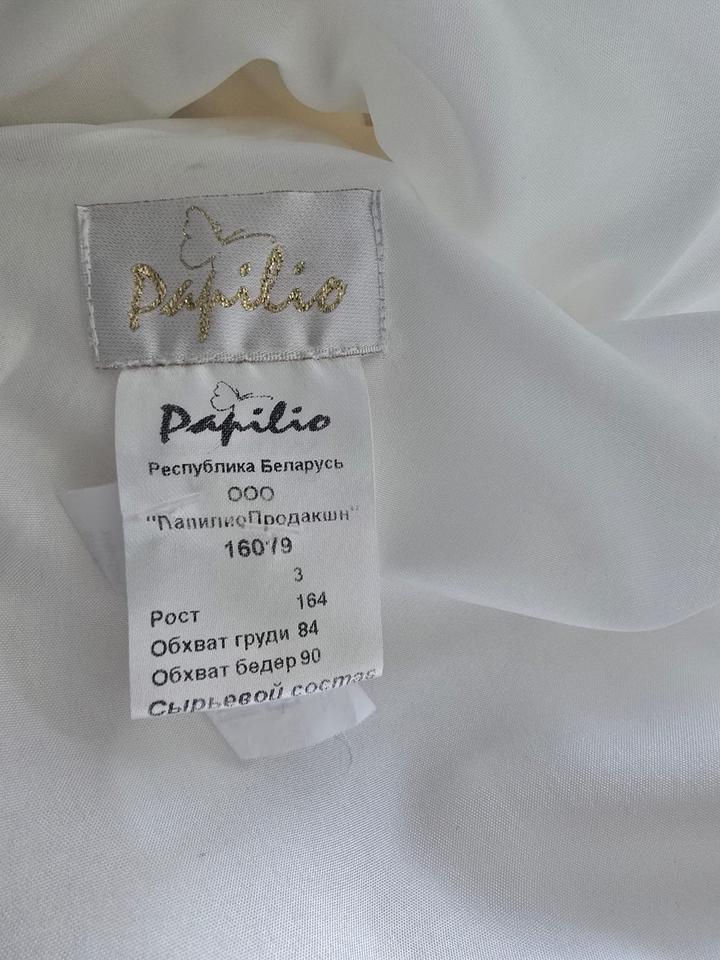 Papilio
Papilio
Республика Беларусь
ООО
"ПапилиоПродакшн"
16079
3
Рост 164
Обхват груди 84
Обхват бедер 90
Сырьевой состав